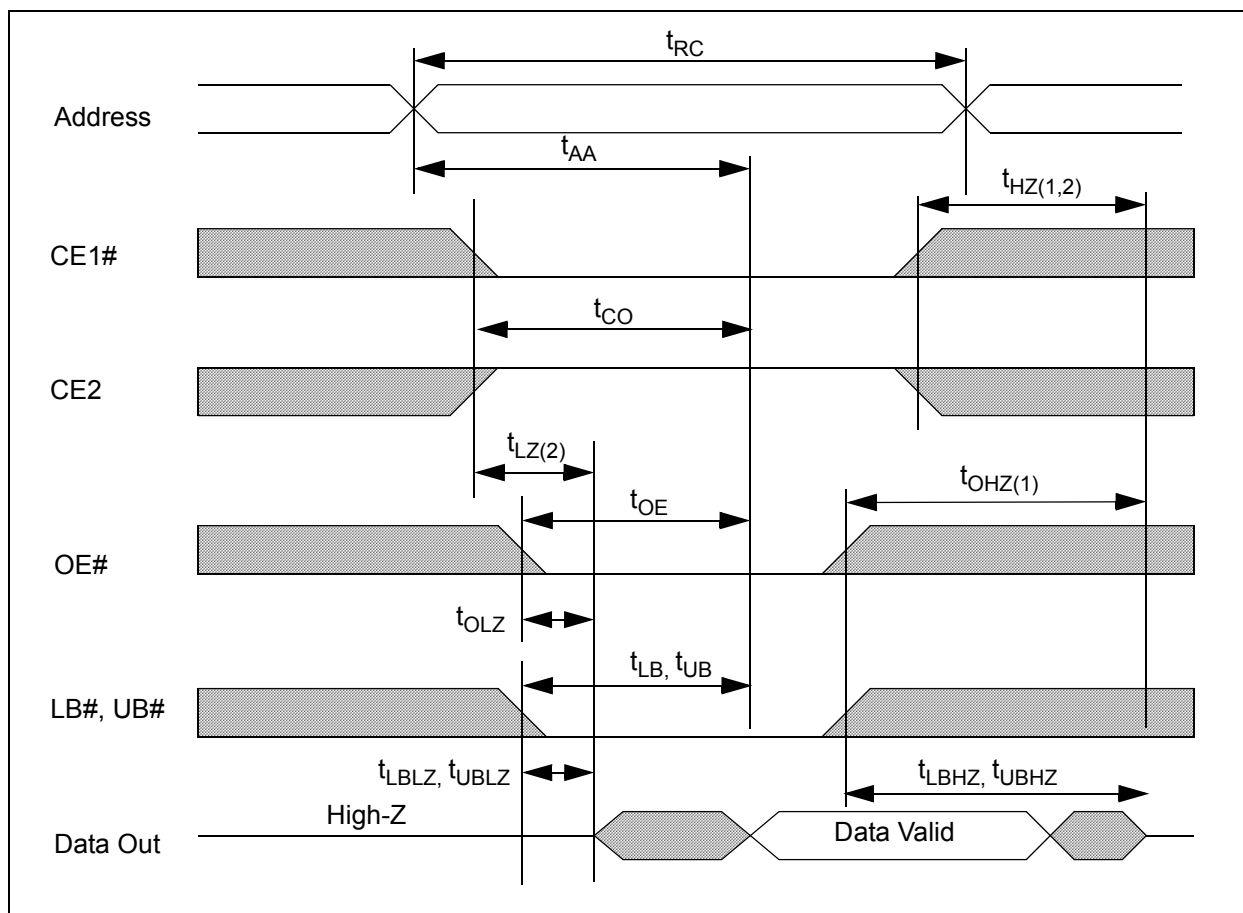 tRC
Address
tAA
tHZ(1,2)
CE1#
tCO
CE2
tLZ(2)
tOHZ(1)
tOE
OE#
tOLZ
tLB, tUB
LB#, UB#
tLBLZ, tUBLZ
tLBHZ, tUBHZ
High-Z
Data Valid
Data Out